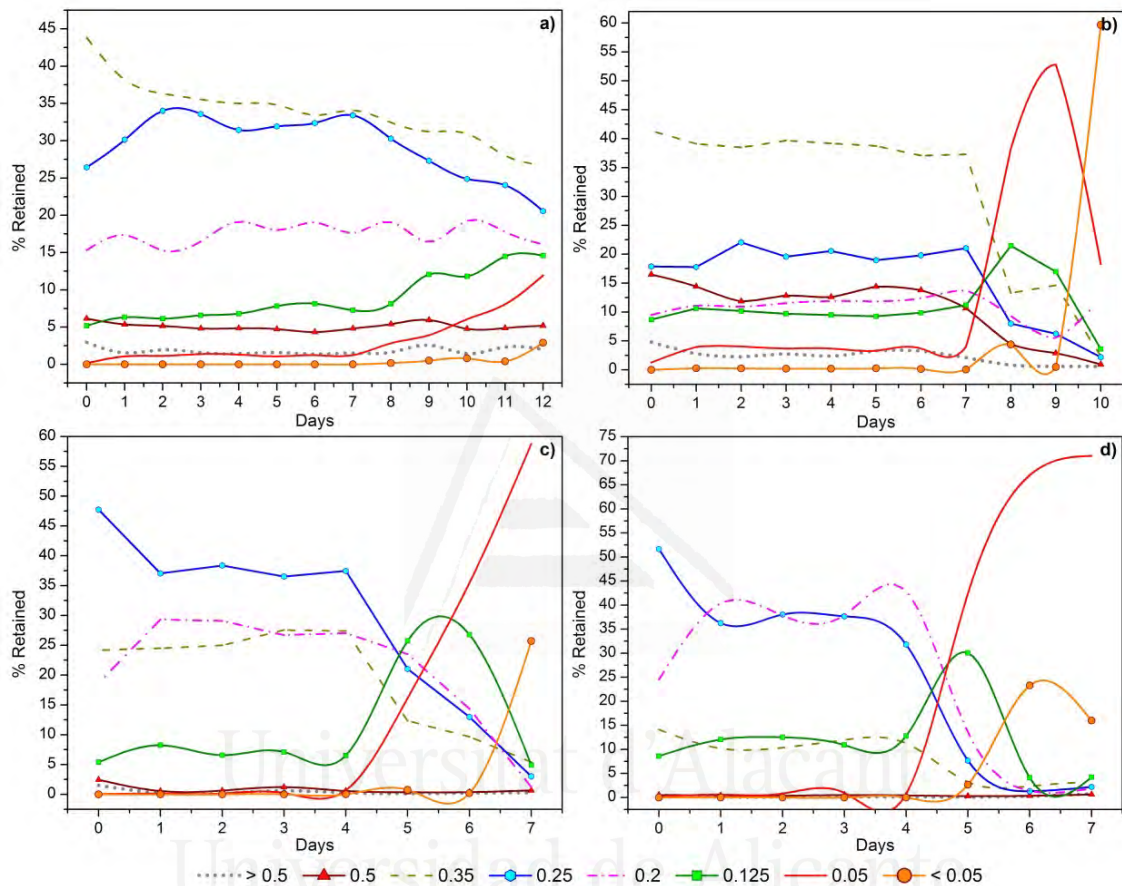 a)
% Retained
45
40
35
30
25
20
15
10
5
0
0 1 2 3 4 5 6 7 8 9 10 11 12
Days
b)
% Retained
60
55
50
45
40
35
30
25
20
15
10
5
0
0 1 2 3 4 5 6 7 8 9 10
Days
c)
% Retained
60
55
50
45
40
35
30
25
20
15
10
5
0
0 1 2 3 4 5 6 7
Days
d)
% Retained
75
70
65
60
55
50
45
40
35
30
25
20
15
10
5
0
0 1 2 3 4 5 6 7
Days
Universitat d'Alacant
Universidad de Alicante
> 0.5 0.5 0.35 0.25 0.2 0.125 0.05 < 0.05